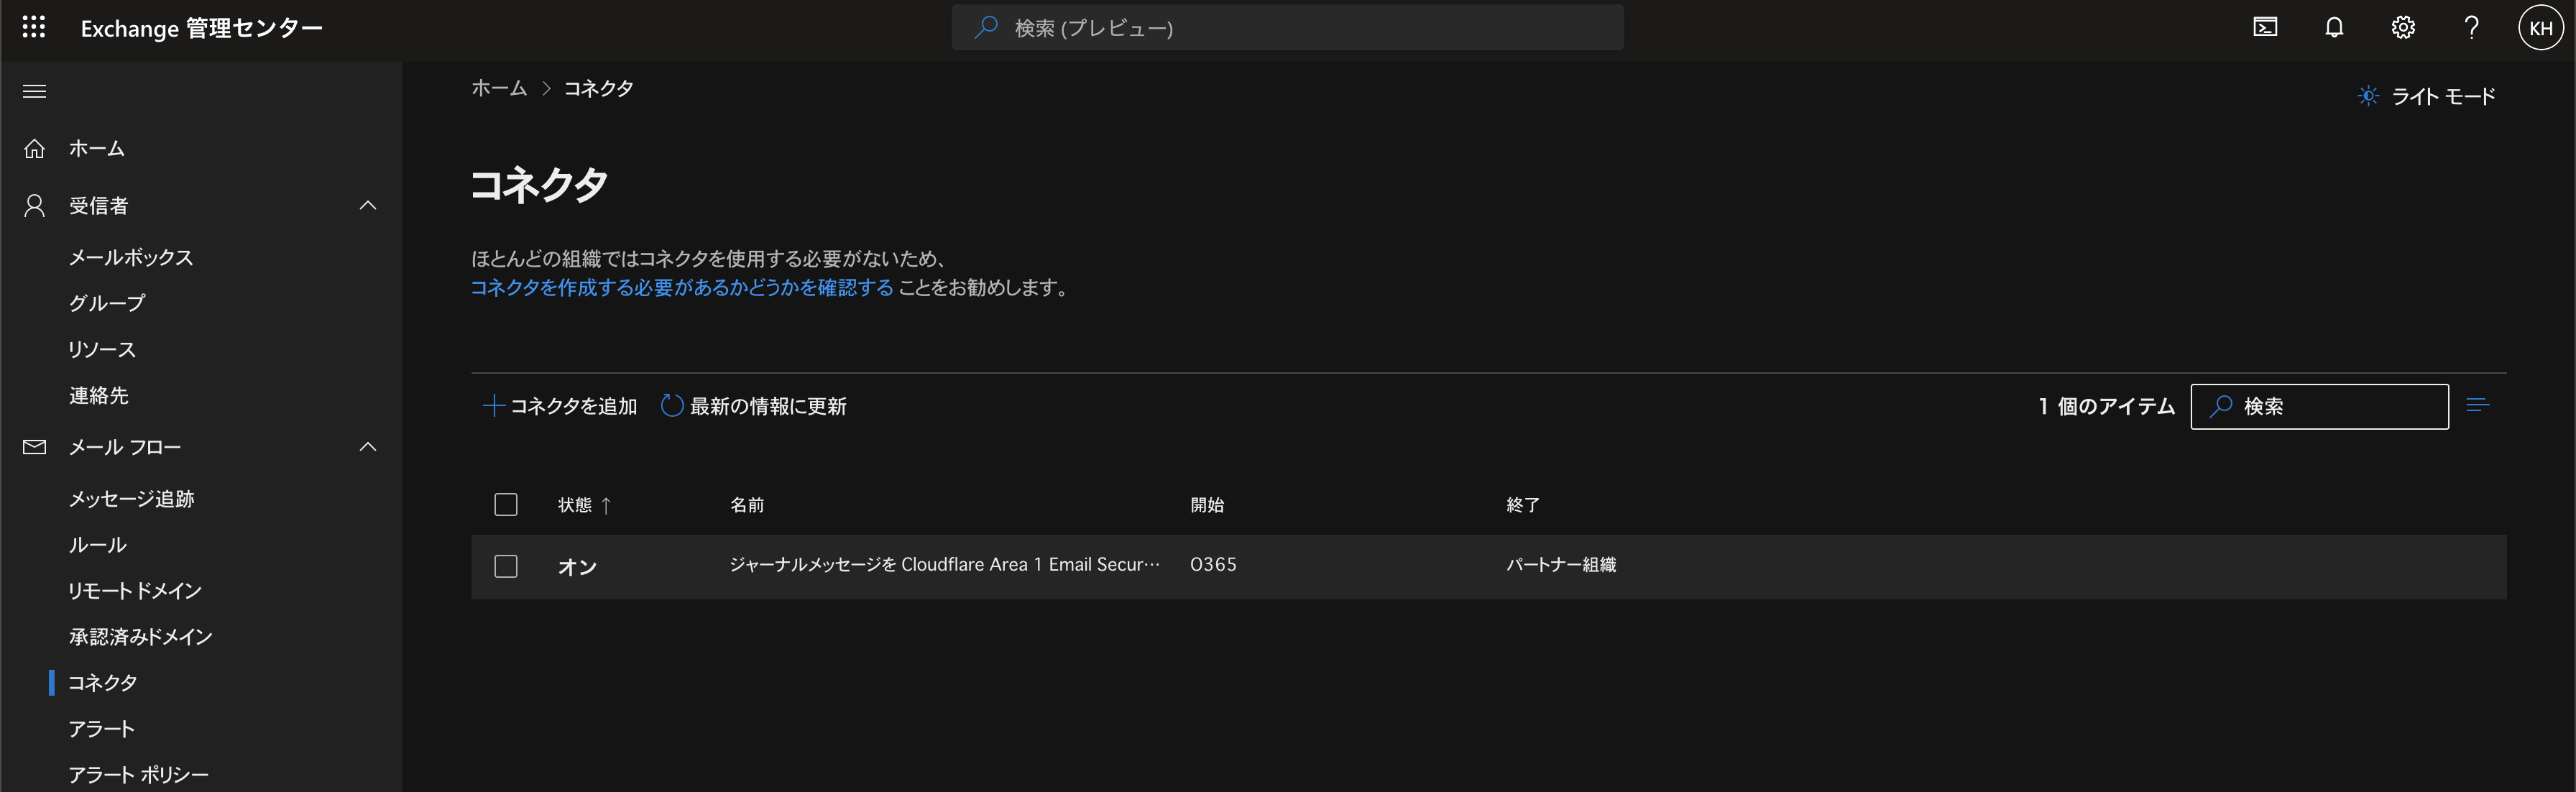 Exchange 管理センター
検索 (プレビュー)
KH
ホーム > コネクタ
ライト モード
ホーム
受信者
メールボックス
グループ
リソース
連絡先
メール フロー
メッセージ追跡
ルール
リモート ドメイン
承認済みドメイン
コネクタ
アラート
アラート ポリシー
コネクタ
ほとんどの組織ではコネクタを使用する必要がないため、
コネクタを作成する必要があるかどうかを確認する ことをお勧めします。
コネクタを追加 最新の情報に更新
1 個のアイテム 検索
状態 ↑ 名前 開始 終了
オン ジャーナルメッセージを Cloudflare Area 1 Email Secur… O365 パートナー組織